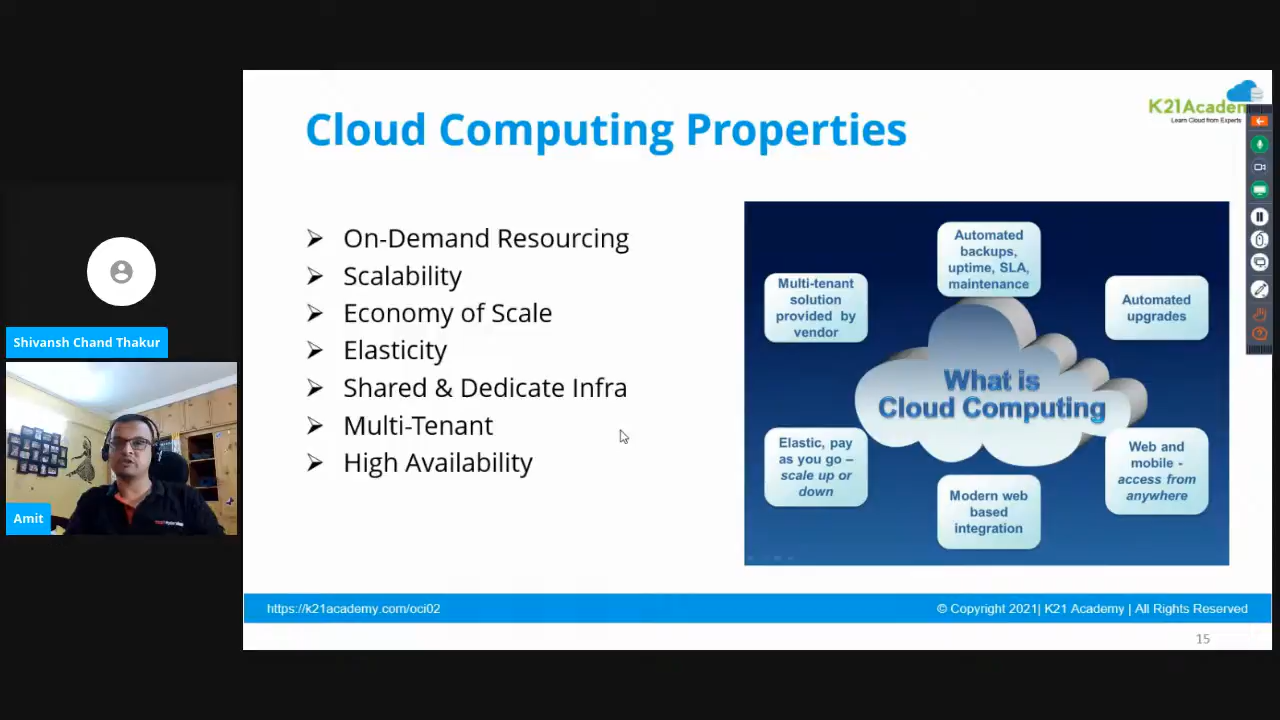 Cloud Computing Properties
K21Academ
Learn Cloud from Experts
➢ On-Demand Resourcing
➢ Scalability
➢ Economy of Scale
➢ Elasticity
➢ Shared & Dedicate Infra
➢ Multi-Tenant
➢ High Availability
Automated
backups,
uptime, SLA,
maintenance
Multi-tenant
solution
provided by
vendor
Automated
upgrades
What is
Cloud Computing
Elastic, pay
as you go –
scale up or
down
Modern web
based
integration
Web and
mobile -
access from
anywhere
Shivansh Chand Thakur
Amit
https://k21academy.com/oci02
© Copyright 2021| K21 Academy | All Rights Reserved
15